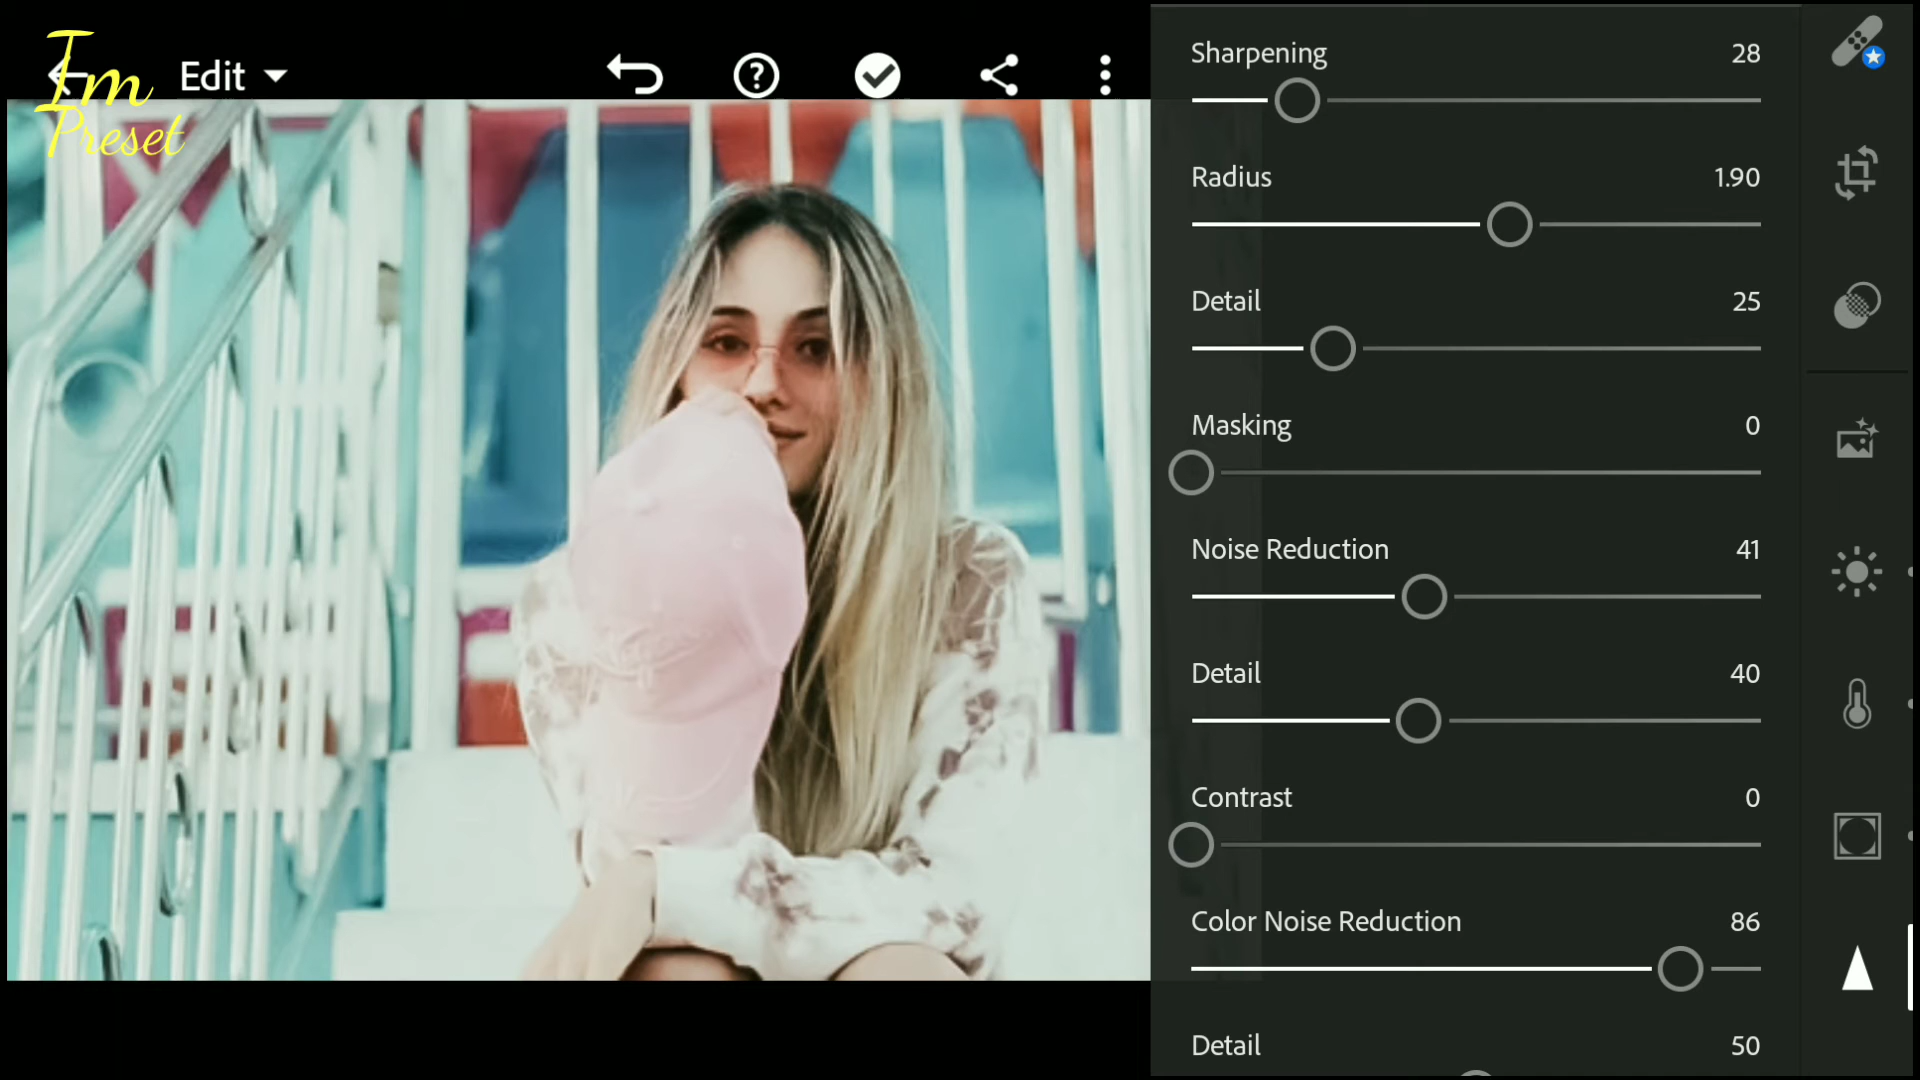 Im
Preset
Edit
Sharpening 28
Radius 1.90
Detail 25
Masking 0
Noise Reduction 41
Detail 40
Contrast 0
Color Noise Reduction 86
Detail 50